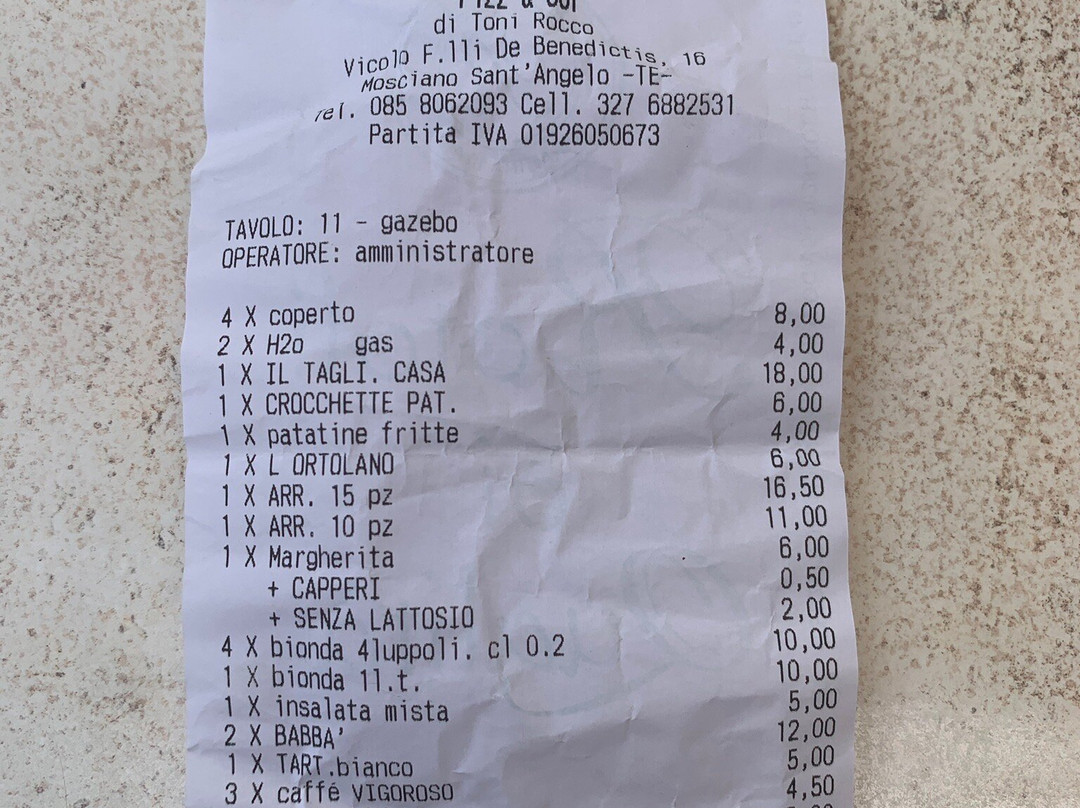 di Toni Rocco
Vicolo F.lli De Benedictis, 16
Mosciano Sant'Angelo -TE-
Tel. 085 8062093 Cell. 327 6882531
Partita IVA 01926050673
TAVOLO: 11 - gazebo
OPERATORE: amministratore
4 X coperto 8,00
2 X H2o gas 4,00
1 X IL TAGLI. CASA 18,00
1 X CROCCHETTE PAT. 6,00
1 X patatine fritte 4,00
1 X L ORTOLANO 6,00
1 X ARR. 15 pz 16,50
1 X ARR. 10 pz 11,00
1 X Margherita 6,00
+ CAPPERI 0,50
+ SENZA LATTOSIO 2,00
4 X bionda 4luppoli. cl 0.2 10,00
1 X bionda 1l.t. 10,00
1 X insalata mista 5,00
2 X BABBA' 12,00
1 X TART.bianco 5,00
3 X caffé VIGOROSO 4,50